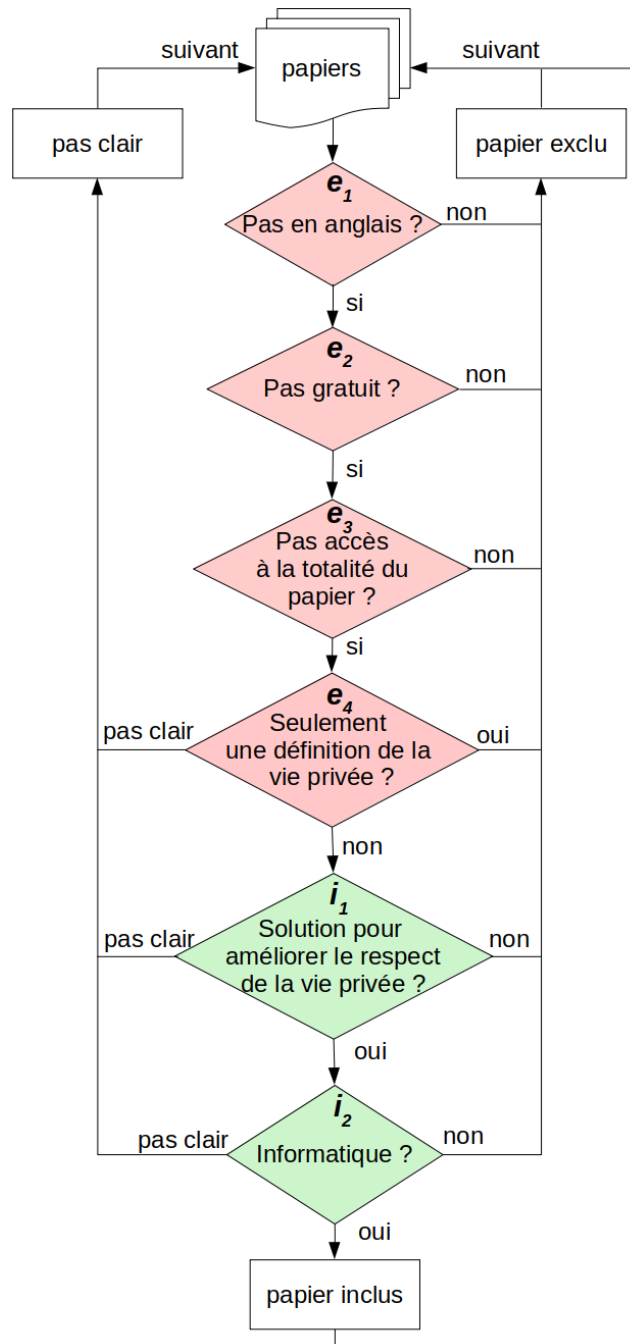 suivant
papiers
suivant
pas clair
papier exclu
e1
Pas en anglais ?
non
si
e2
Pas gratuit ?
non
si
e3
Pas accès
à la totalité du
papier ?
non
si
e4
Seulement
une définition de la
vie privée ?
pas clair
oui
non
i1
Solution pour
améliorer le respect
de la vie privée ?
pas clair
non
oui
i2
Informatique ?
pas clair
non
oui
papier inclus